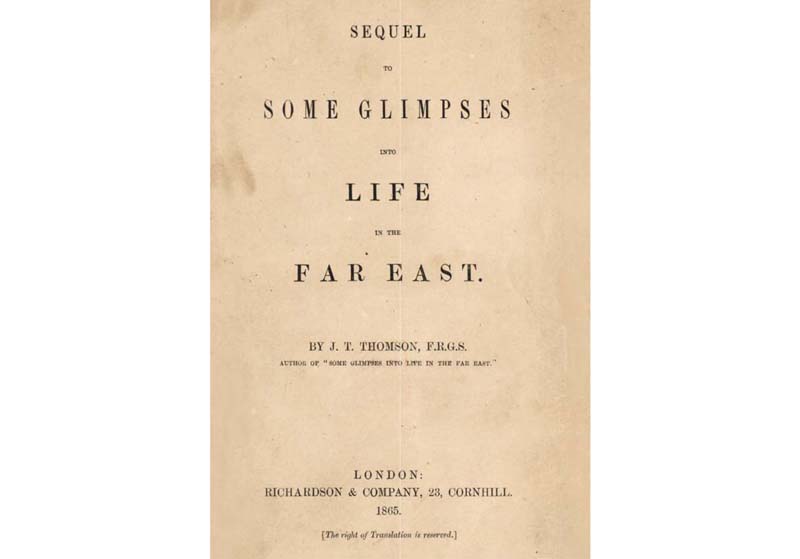 SEQUEL
TO
SOME GLIMPSES
INTO
LIFE
IN THE
FAR EAST.
BY J. T. THOMSON, F.R.G.S.
AUTHOR OF "SOME GLIMPSES INTO LIFE IN THE FAR EAST."
LONDON:
RICHARDSON & COMPANY, 23, CORNHILL.
1865.
[The right of Translation is reserved.]